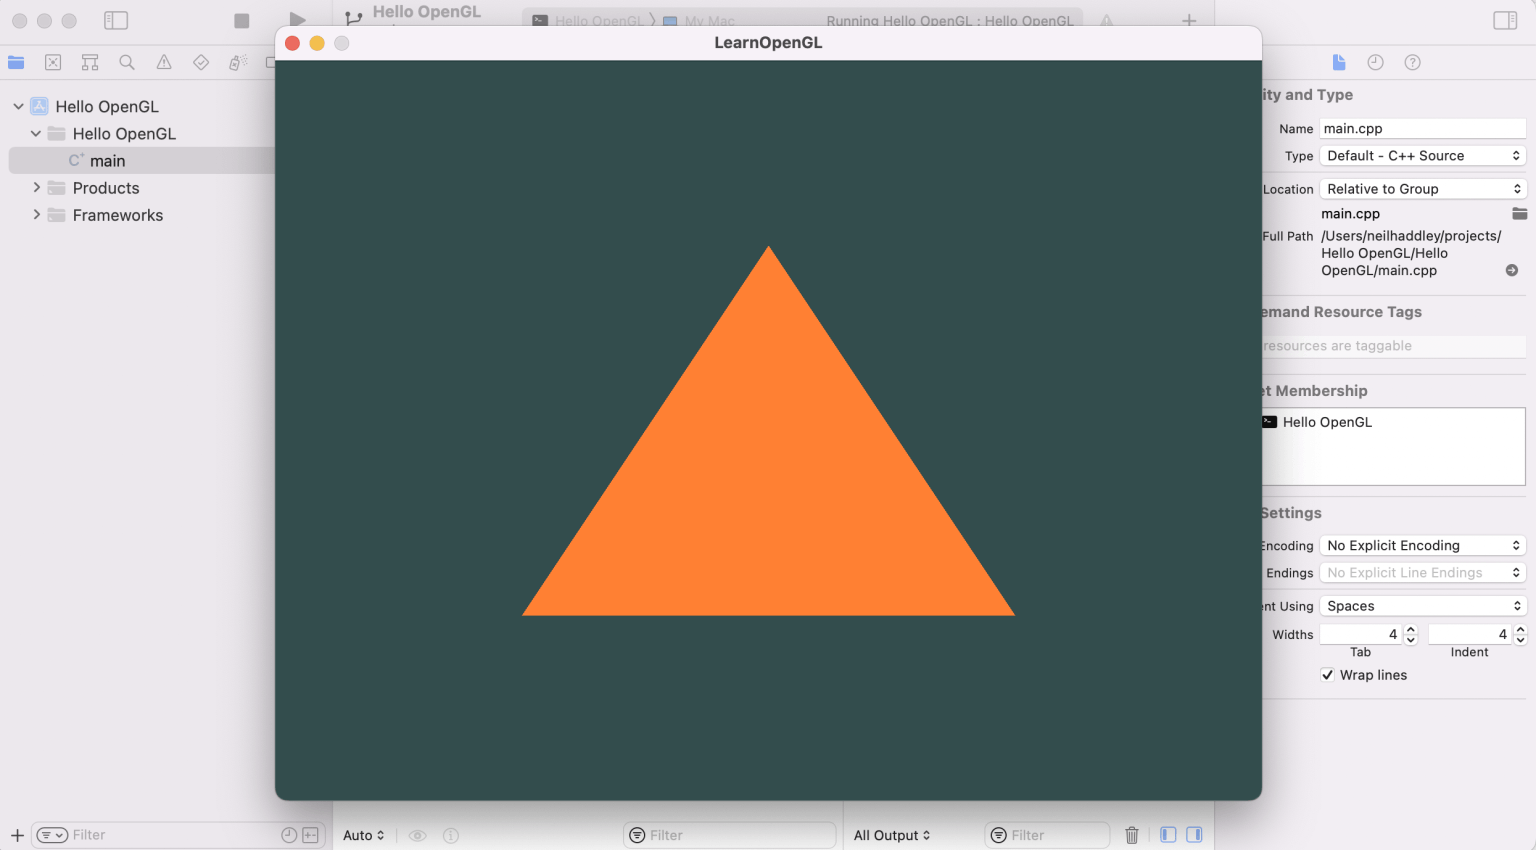 Hello OpenGL
Hello OpenGL 〉 My Mac
Running Hello OpenGL : Hello OpenGL
LearnOpenGL
Hello OpenGL
Hello OpenGL
main
Products
Frameworks
ity and Type
Name main.cpp
Type Default - C++ Source
Location Relative to Group
main.cpp
Full Path /Users/neilhaddley/projects/
Hello OpenGL/Hello
OpenGL/main.cpp
emand Resource Tags
resources are taggable
et Membership
Hello OpenGL
Settings
Encoding No Explicit Encoding
Endings No Explicit Line Endings
nt Using Spaces
Widths 4 4
Tab Indent
Wrap lines
Filter
Auto
Filter
All Output
Filter